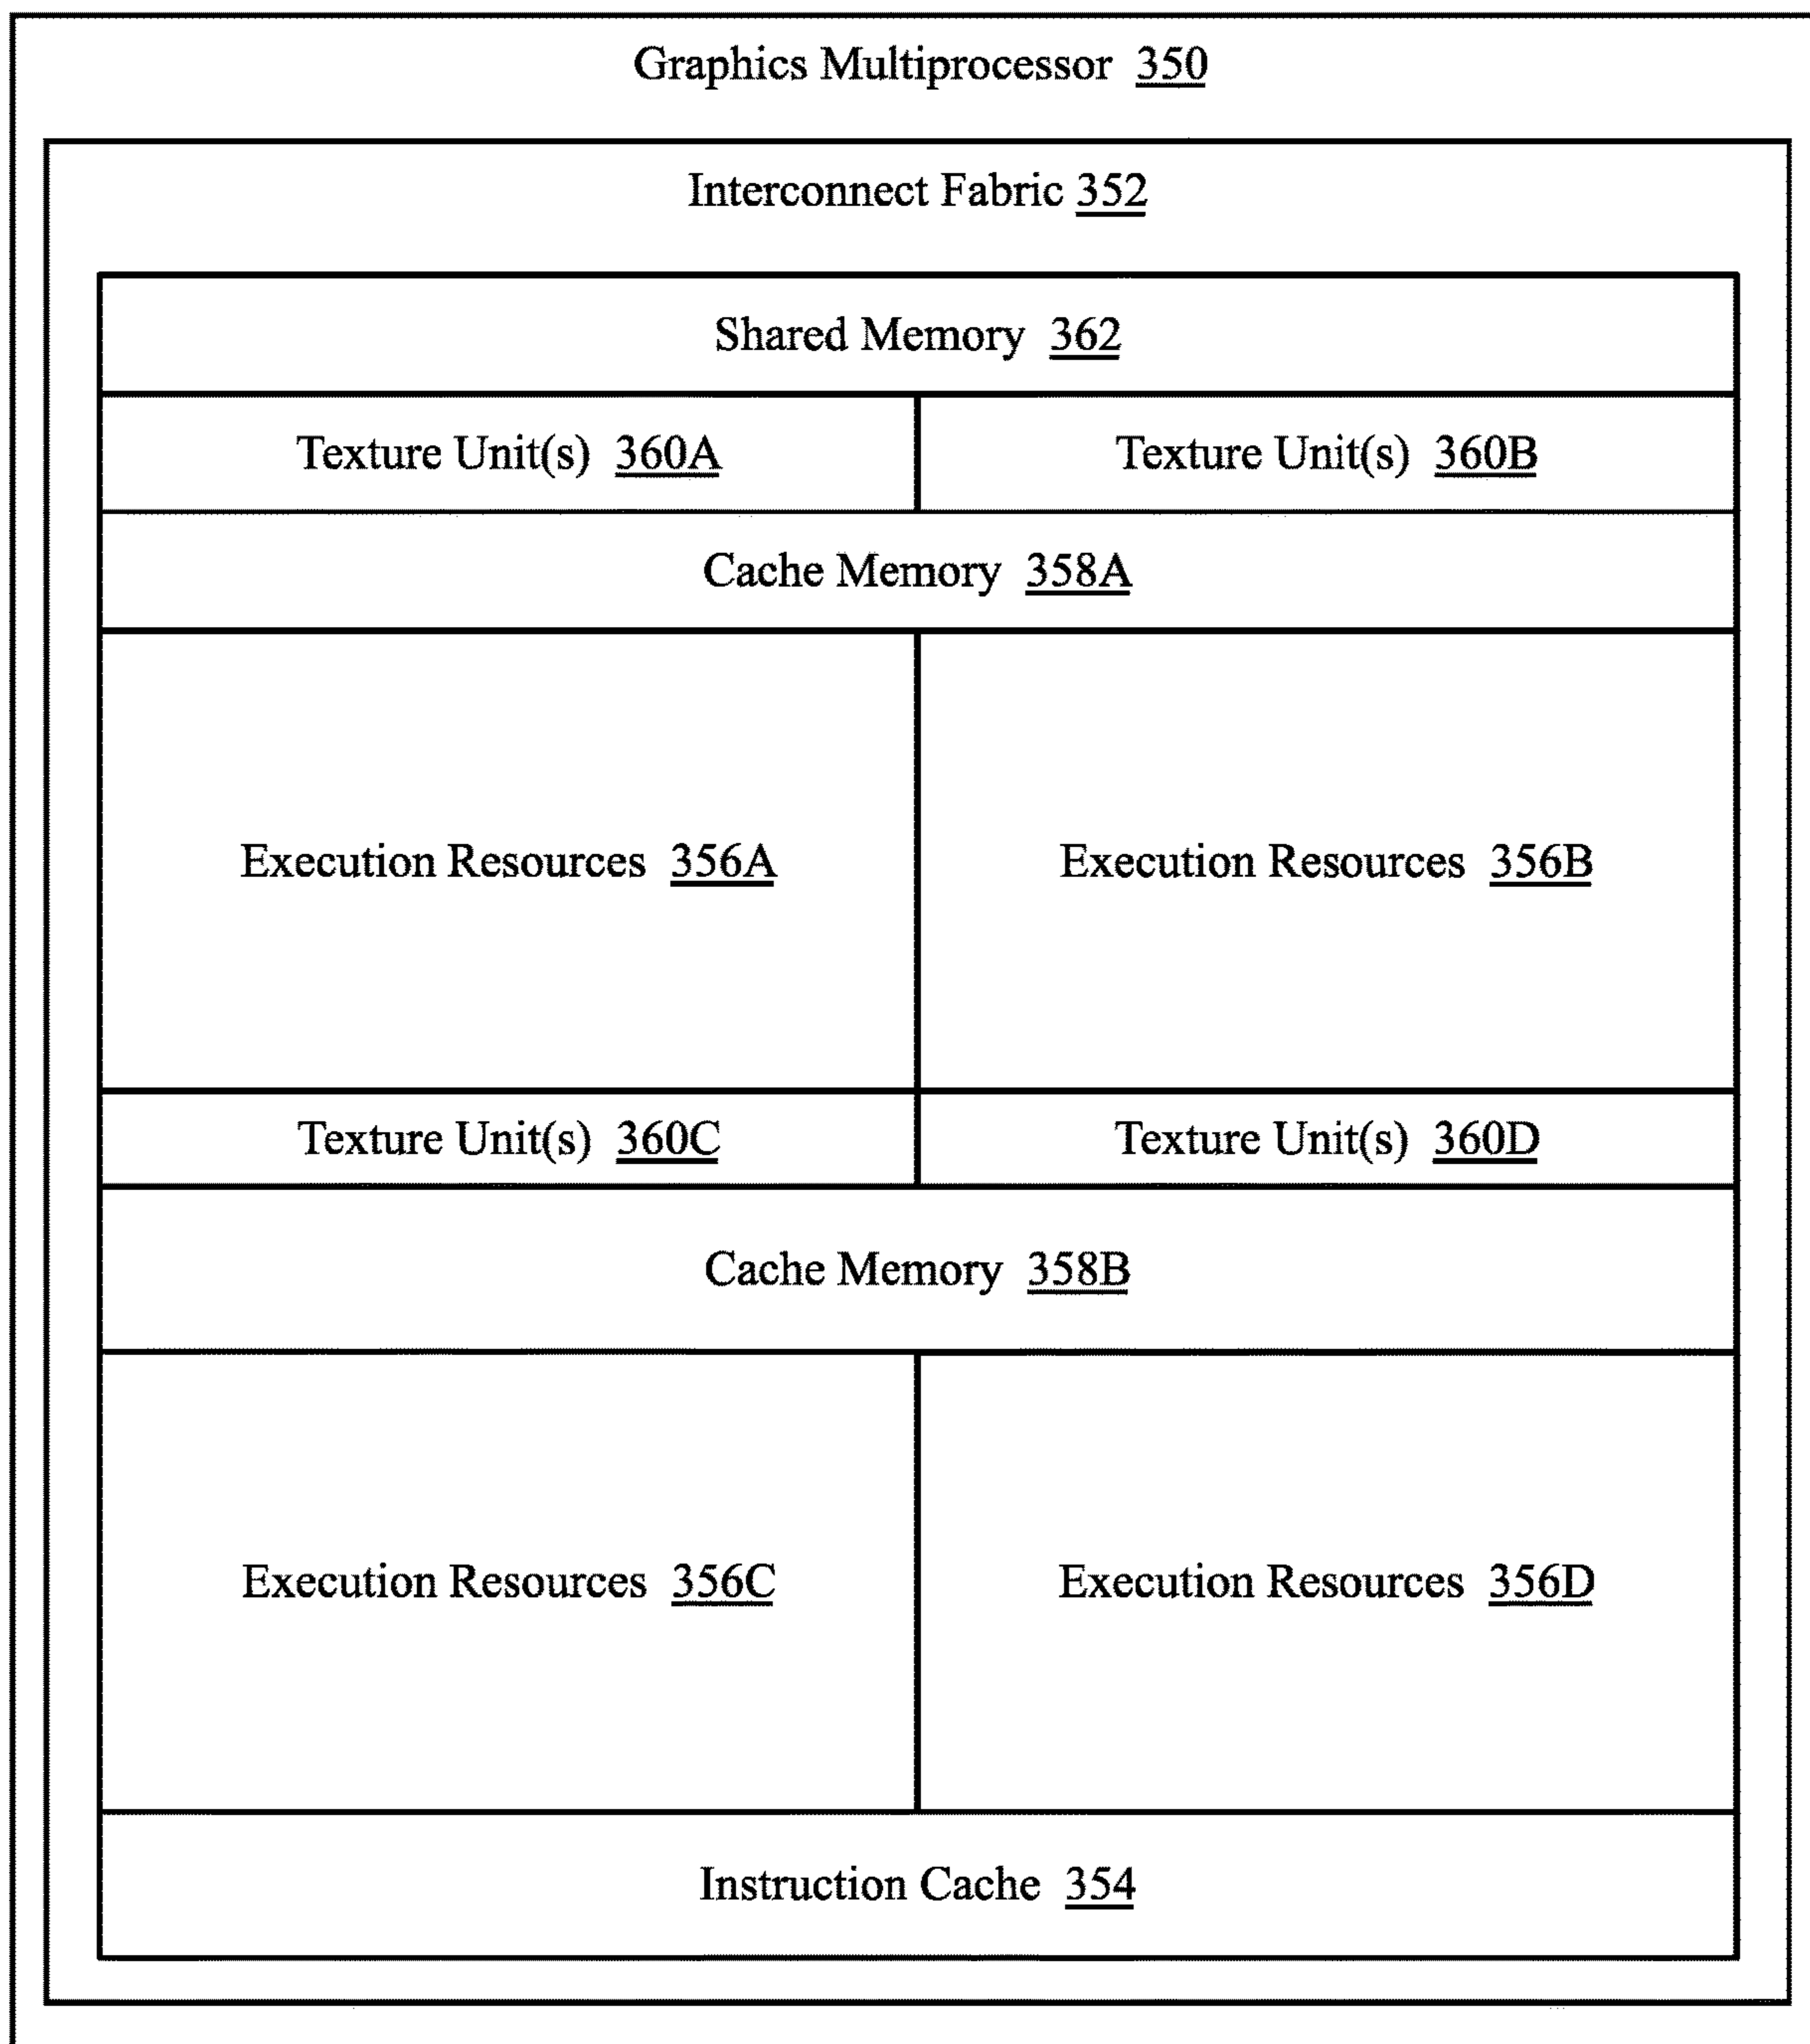 Graphics Multiprocessor 350
Interconnect Fabric 352
Shared Memory 362
Texture Unit(s) 360A
Texture Unit(s) 360B
Cache Memory 358A
Execution Resources 356A
Execution Resources 356B
Texture Unit(s) 360C
Texture Unit(s) 360D
Cache Memory 358B
Execution Resources 356C
Execution Resources 356D
Instruction Cache 354